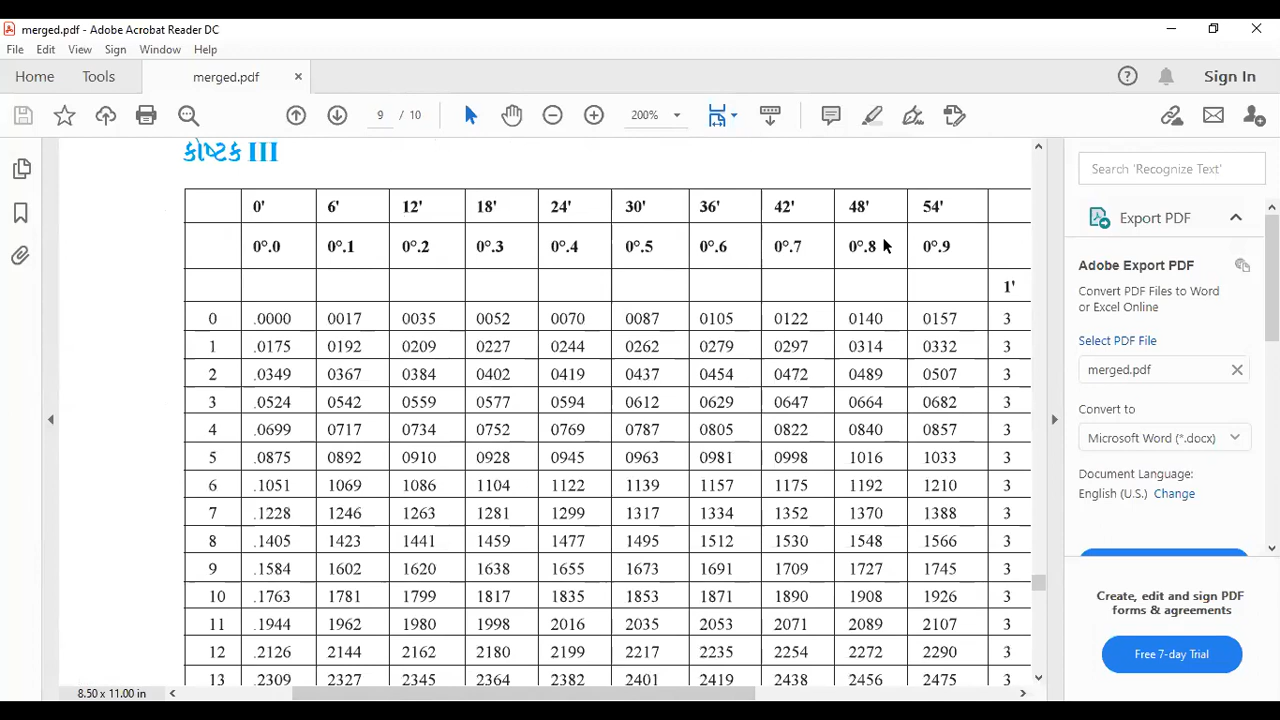 merged.pdf - Adobe Acrobat Reader DC
File Edit View Sign Window Help
Home Tools merged.pdf × Sign In
9 / 10 200%
કોષ્ટક III
0' 6' 12' 18' 24' 30' 36' 42' 48' 54'
0°.0 0°.1 0°.2 0°.3 0°.4 0°.5 0°.6 0°.7 0°.8 0°.9
1'
0 .0000 0017 0035 0052 0070 0087 0105 0122 0140 0157 3
1 .0175 0192 0209 0227 0244 0262 0279 0297 0314 0332 3
2 .0349 0367 0384 0402 0419 0437 0454 0472 0489 0507 3
3 .0524 0542 0559 0577 0594 0612 0629 0647 0664 0682 3
4 .0699 0717 0734 0752 0769 0787 0805 0822 0840 0857 3
5 .0875 0892 0910 0928 0945 0963 0981 0998 1016 1033 3
6 .1051 1069 1086 1104 1122 1139 1157 1175 1192 1210 3
7 .1228 1246 1263 1281 1299 1317 1334 1352 1370 1388 3
8 .1405 1423 1441 1459 1477 1495 1512 1530 1548 1566 3
9 .1584 1602 1620 1638 1655 1673 1691 1709 1727 1745 3
10 .1763 1781 1799 1817 1835 1853 1871 1890 1908 1926 3
11 .1944 1962 1980 1998 2016 2035 2053 2071 2089 2107 3
12 .2126 2144 2162 2180 2199 2217 2235 2254 2272 2290 3
13 .2309 2327 2345 2364 2382 2401 2419 2438 2456 2475 3
8.50 x 11.00 in
Search 'Recognize Text'
Export PDF
Adobe Export PDF
Convert PDF Files to Word
or Excel Online
Select PDF File
merged.pdf
Convert to
Microsoft Word (*.docx)
Document Language:
English (U.S.) Change
Create, edit and sign PDF
forms & agreements
Free 7-day Trial